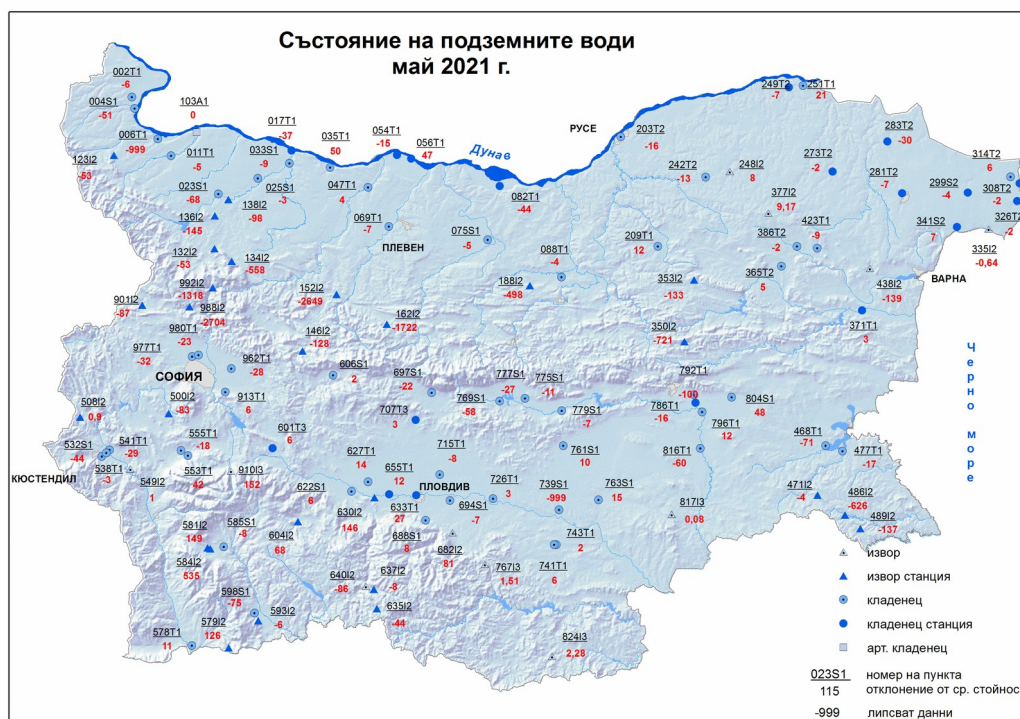 Състояние на подземните води
май 2021 г.
002T1
-6
004S1
-51
103A1
0
006T1
-999
011T1
-5
123I2
-53
017T1
-37
033S1
-9
035T1
50
054T1
-15
056T1
47
Дунав
РУСЕ
203T2
-16
249T2
-7
251T1
21
283T2
-30
314T2
6
023S1
-68
138I2
-98
025S1
-3
047T1
4
082T1
-44
242T2
-13
248I2
8
273T2
-2
281T2
-7
299S2
-4
308T2
-2
136I2
-145
069T1
-7
ПЛЕВЕН
075S1
-5
377I2
9,17
326T2
-2
132I2
-53
134I2
-558
088T1
-4
209T1
12
386T2
-2
423T1
-9
341S2
7
335I2
-0,64
992I2
-1318
152I2
-2649
188I2
-498
353I2
-133
365T2
5
438I2
-139
ВАРНА
901I2
-87
988I2
-2704
162I2
-1722
980T1
-23
977T1
-32
146I2
-128
350I2
-721
371T1
3
962T1
-28
СОФИЯ
606S1
2
697S1
-22
777S1
-27
775S1
-11
792T1
-100
Черно море
508I2
0,9
500I2
-83
913T1
6
769S1
-58
779S1
-7
786T1
-16
804S1
48
707T3
3
796T1
12
532S1
-44
541T1
-29
555T1
-18
601T3
6
715T1
-8
761S1
10
816T1
-60
468T1
-71
477T1
-17
КЮСТЕНДИЛ
538T1
-3
549I2
1
553T1
42
910I3
152
627T1
14
655T1
12
ПЛОВДИВ
726T1
3
739S1
-999
763S1
15
471I2
-4
486I2
-626
622S1
6
630I2
146
633T1
27
694S1
-7
817I3
0,08
489I2
-137
581I2
149
585S1
-8
604I2
68
688S1
8
682I2
81
743T1
2
584I2
535
640I2
-86
637I2
-8
767I3
1,51
741T1
6
598S1
-75
593I2
-6
635I2
-44
578T1
11
579I2
126
824I3
2,28
извор
извор станция
кладенец
кладенец станция
арт. кладенец
023S1 номер на пункта
115 отклонение от ср. стойнос
-999 липсват данни